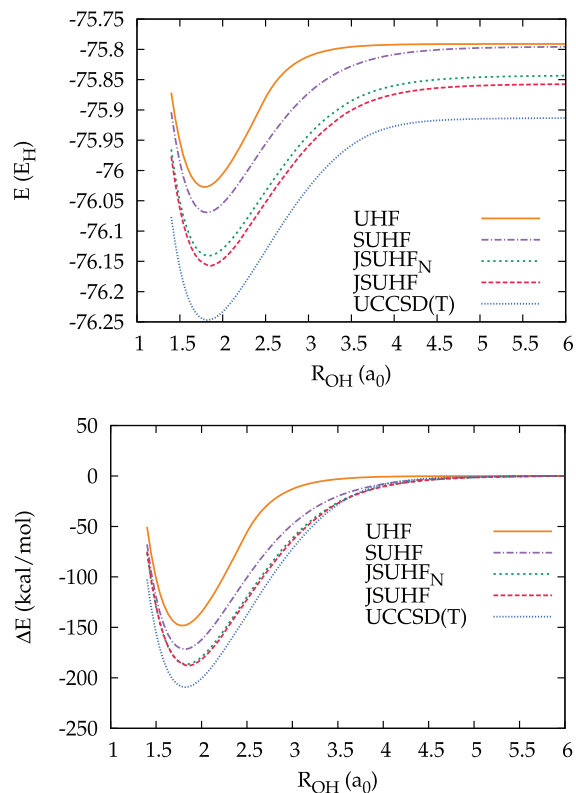 -75.75
-75.8
-75.85
-75.9
-75.95
-76
-76.05
-76.1
-76.15
-76.2
-76.25
E (E_H)
UHF
SUHF
JSUHF_N
JSUHF
UCCSD(T)
1 1.5 2 2.5 3 3.5 4 4.5 5 5.5 6
R_OH (a_0)
50
0
-50
-100
-150
-200
-250
ΔE (kcal/mol)
UHF
SUHF
JSUHF_N
JSUHF
UCCSD(T)
1 1.5 2 2.5 3 3.5 4 4.5 5 5.5 6
R_OH (a_0)